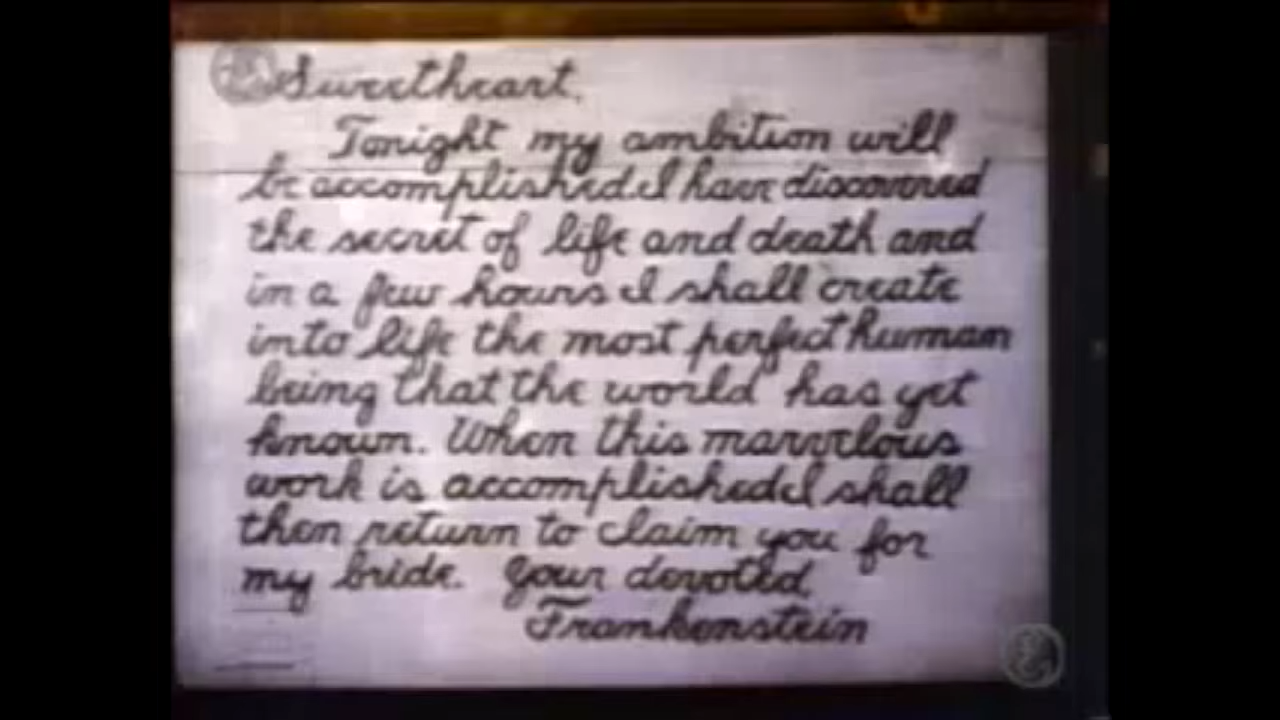 Sweetheart.
Tonight my ambition will
be accomplished. I have discovered
the secret of life and death and
in a few hours I shall create
into life the most perfect human
being that the world has yet
known. When this marvelous
work is accomplished I shall
then return to claim you for
my bride. Your devoted
Frankenstein